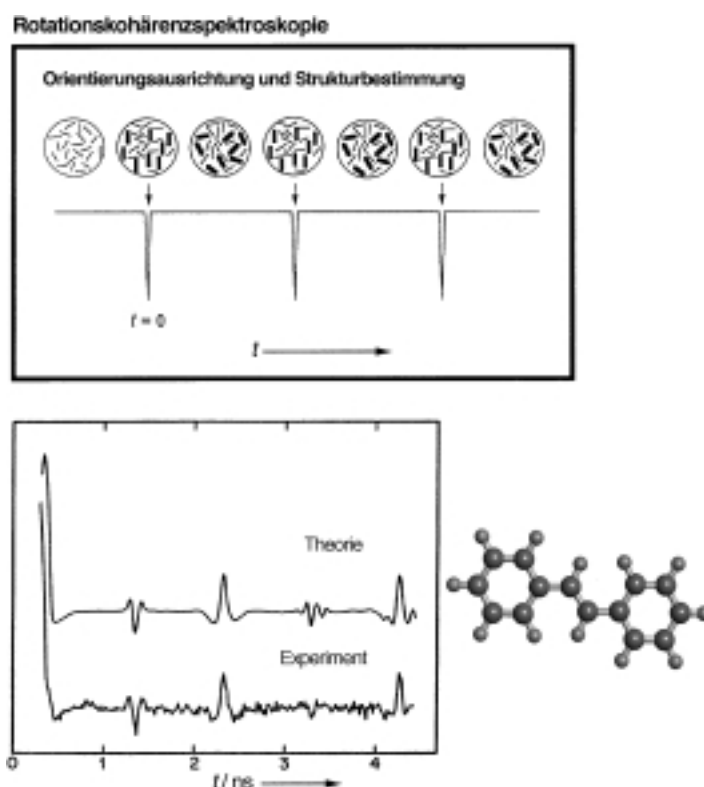 Rotationskohärenzspektroskopie
Orientierungsausrichtung und Strukturbestimmung
t = 0
t
Theorie
Experiment
0 1 2 3 4
t / ns